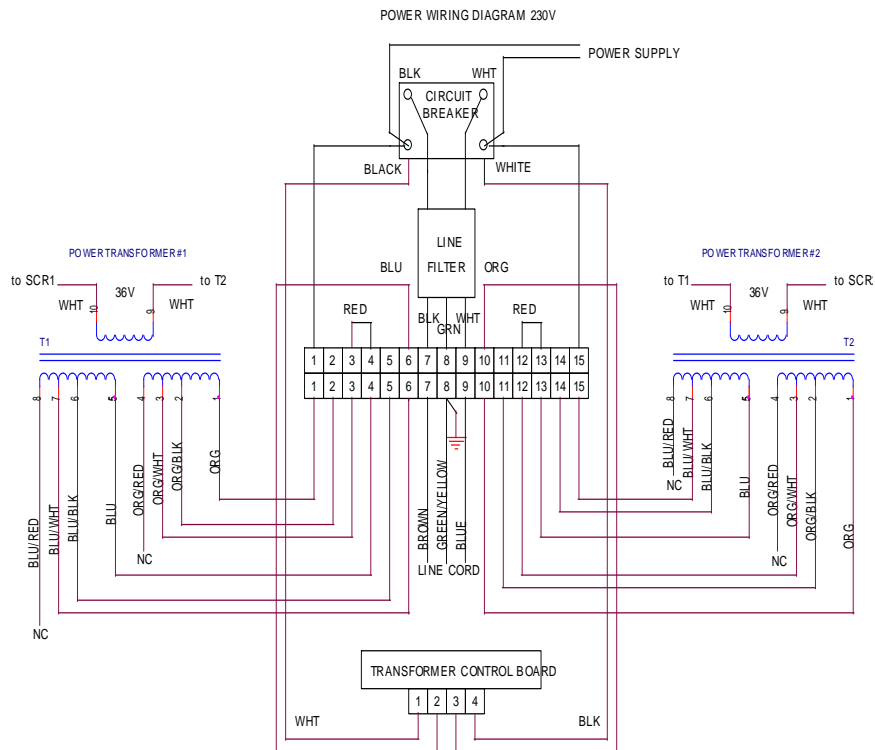 POWER WIRING DIAGRAM 230V
POWER SUPPLY
BLK
WHT
CIRCUIT
BREAKER
BLACK
WHITE
LINE
FILTER
BLU
ORG
POWER TRANSFORMER #1
to SCR1
to T2
36V
WHT
WHT
10
9
T1
8
7
6
5
4
3
2
1
POWER TRANSFORMER #2
to T1
to SCR
36V
WHT
WHT
10
9
T2
8
7
6
5
4
3
2
1
RED
BLK
GRN
WHT
RED
1 2 3 4 5 6 7 8 9 10 11 12 13 14 15
1 2 3 4 5 6 7 8 9 10 11 12 13 14 15
BLU/RED
BLU/WHT
BLU/BLK
BLU
ORG/RED
ORG/WHT
ORG/BLK
ORG
NC
NC
BROWN
GREEN/YELLOW
BLUE
LINE CORD
BLU/RED
BLU/WHT
BLU/BLK
BLU
ORG/RED
ORG/WHT
ORG/BLK
ORG
NC
NC
TRANSFORMER CONTROL BOARD
1 2 3 4
WHT
BLK